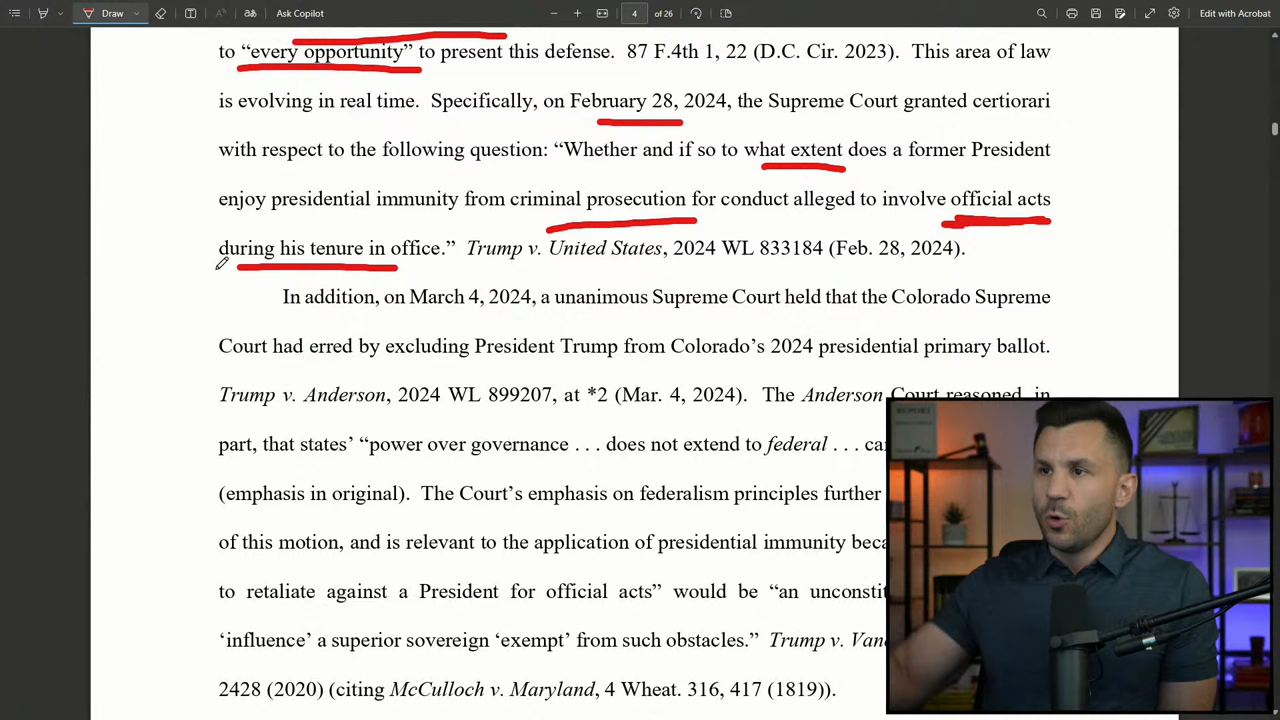 Draw
Ask Copilot
4 of 26
Edit with Acrobat
to “every opportunity” to present this defense. 87 F.4th 1, 22 (D.C. Cir. 2023). This area of law
is evolving in real time. Specifically, on February 28, 2024, the Supreme Court granted certiorari
with respect to the following question: “Whether and if so to what extent does a former President
enjoy presidential immunity from criminal prosecution for conduct alleged to involve official acts
during his tenure in office.” Trump v. United States, 2024 WL 833184 (Feb. 28, 2024).
In addition, on March 4, 2024, a unanimous Supreme Court held that the Colorado Supreme
Court had erred by excluding President Trump from Colorado’s 2024 presidential primary ballot.
Trump v. Anderson, 2024 WL 899207, at *2 (Mar. 4, 2024). The Anderson Court reasoned, in
part, that states’ “power over governance . . . does not extend to federal . . .
(emphasis in original). The Court’s emphasis on federalism principles further
of this motion, and is relevant to the application of presidential immunity
to retaliate against a President for official acts” would be “an
‘influence’ a superior sovereign ‘exempt’ from such obstacles.” Trump v.
2428 (2020) (citing McCulloch v. Maryland, 4 Wheat. 316, 417 (1819)).